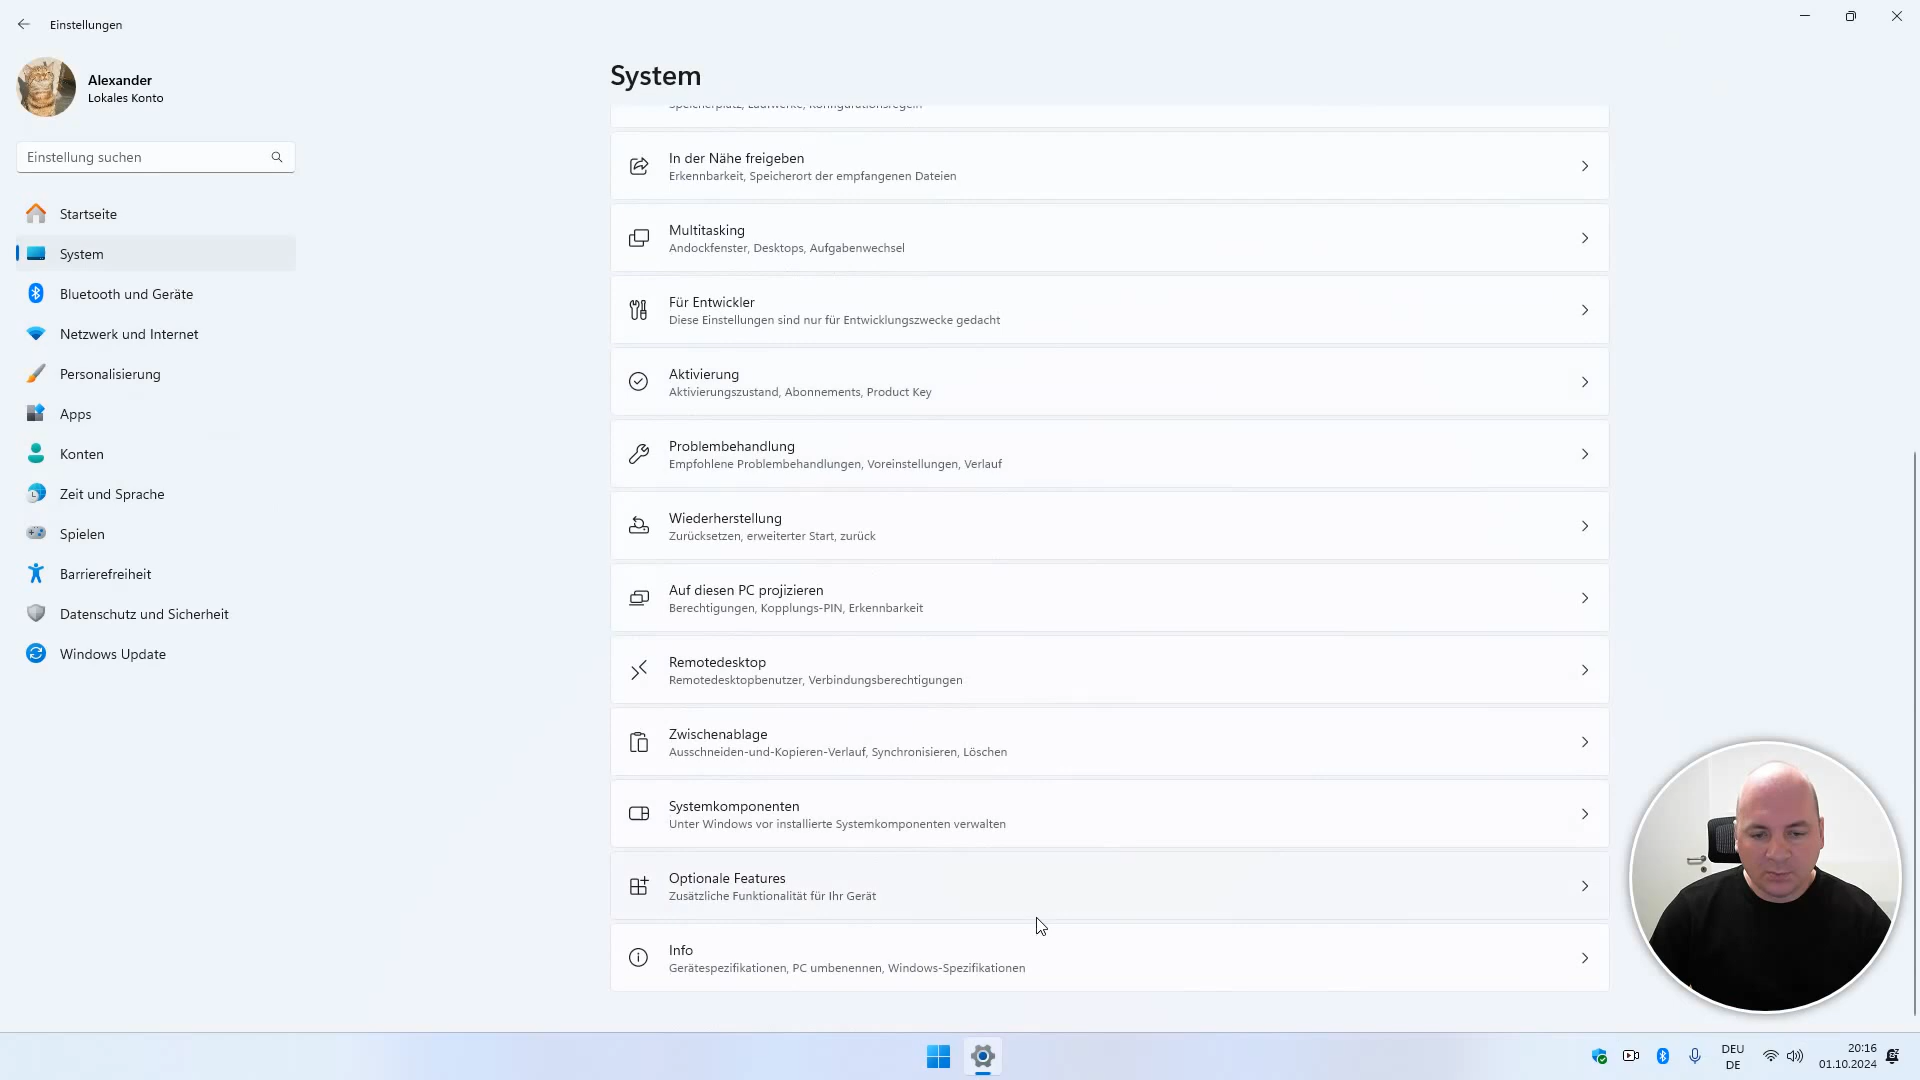 Einstellungen
Alexander
Lokales Konto
Einstellung suchen
Startseite
System
Bluetooth und Geräte
Netzwerk und Internet
Personalisierung
Apps
Konten
Zeit und Sprache
Spielen
Barrierefreiheit
Datenschutz und Sicherheit
Windows Update
System
Speicherplatz, Laufwerke, Konfigurationsregeln
In der Nähe freigeben
Erkennbarkeit, Speicherort der empfangenen Dateien
Multitasking
Andockfenster, Desktops, Aufgabenwechsel
Für Entwickler
Diese Einstellungen sind nur für Entwicklungszwecke gedacht
Aktivierung
Aktivierungszustand, Abonnements, Product Key
Problembehandlung
Empfohlene Problembehandlungen, Voreinstellungen, Verlauf
Wiederherstellung
Zurücksetzen, erweiterter Start, zurück
Auf diesen PC projizieren
Berechtigungen, Kopplungs-PIN, Erkennbarkeit
Remotedesktop
Remotedesktopbenutzer, Verbindungsberechtigungen
Zwischenablage
Ausschneiden-und-Kopieren-Verlauf, Synchronisieren, Löschen
Systemkomponenten
Unter Windows vor installierte Systemkomponenten verwalten
Optionale Features
Zusätzliche Funktionalität für Ihr Gerät
Info
Gerätespezifikationen, PC umbenennen, Windows-Spezifikationen
DEU
DE
20:16
01.10.2024